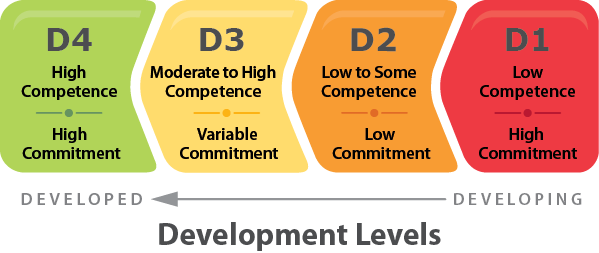 D4
High
Competence
High
Commitment
D3
Moderate to High
Competence
Variable
Commitment
D2
Low to Some
Competence
Low
Commitment
D1
Low
Competence
High
Commitment
DEVELOPED
DEVELOPING
Development Levels